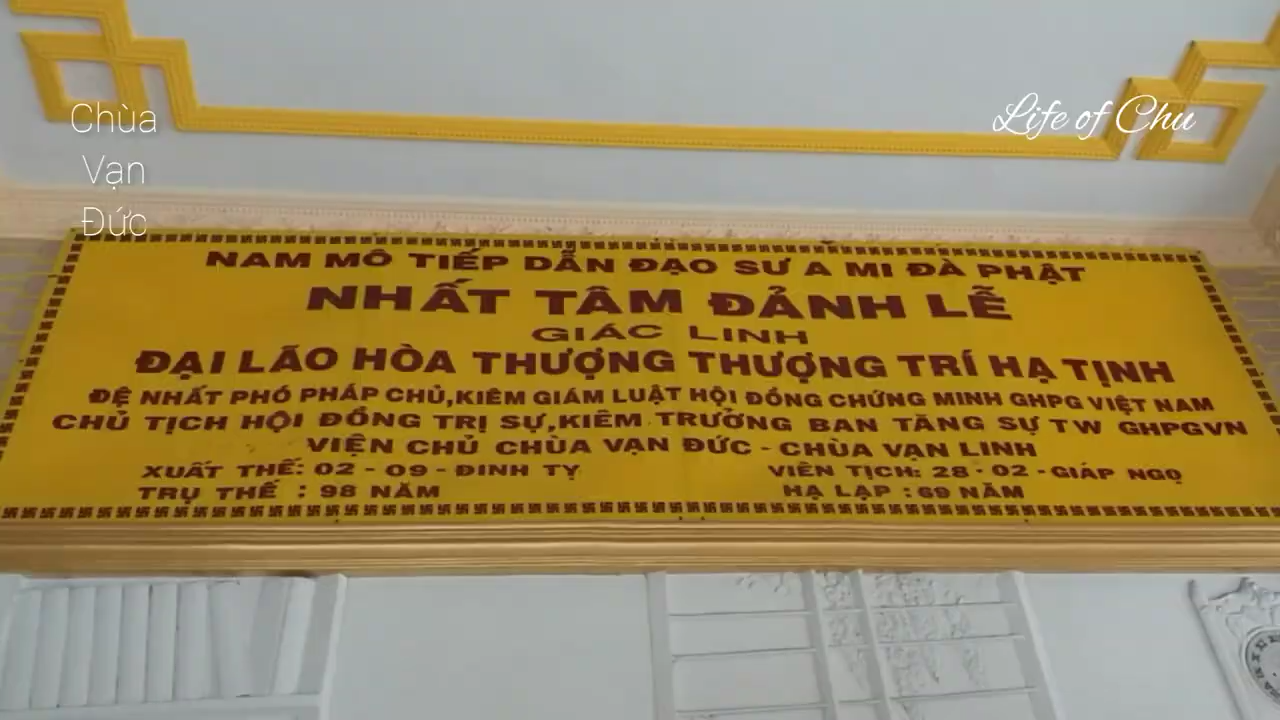 Chùa
Vạn
Đức
Life of Chu
NAM MÔ TIẾP DẪN ĐẠO SƯ A MI ĐÀ PHẬT
NHẤT TÂM ĐẢNH LỄ
GIÁC LINH
ĐẠI LÃO HÒA THƯỢNG THƯỢNG TRÍ HẠ TỊNH
ĐỆ NHẤT PHÓ PHÁP CHỦ,KIÊM GIÁM LUẬT HỘI ĐỒNG CHỨNG MINH GHPG VIỆT NAM
CHỦ TỊCH HỘI ĐỒNG TRỊ SỰ,KIÊM TRƯỞNG BAN TĂNG SỰ TW GHPGVN
VIỆN CHỦ CHÙA VẠN ĐỨC - CHÙA VẠN LINH
XUẤT THẾ: 02 - 09 - ĐINH TỴ
VIÊN TỊCH: 28 - 02 - GIÁP NGỌ
TRỤ THẾ : 98 NĂM
HẠ LẠP : 69 NĂM